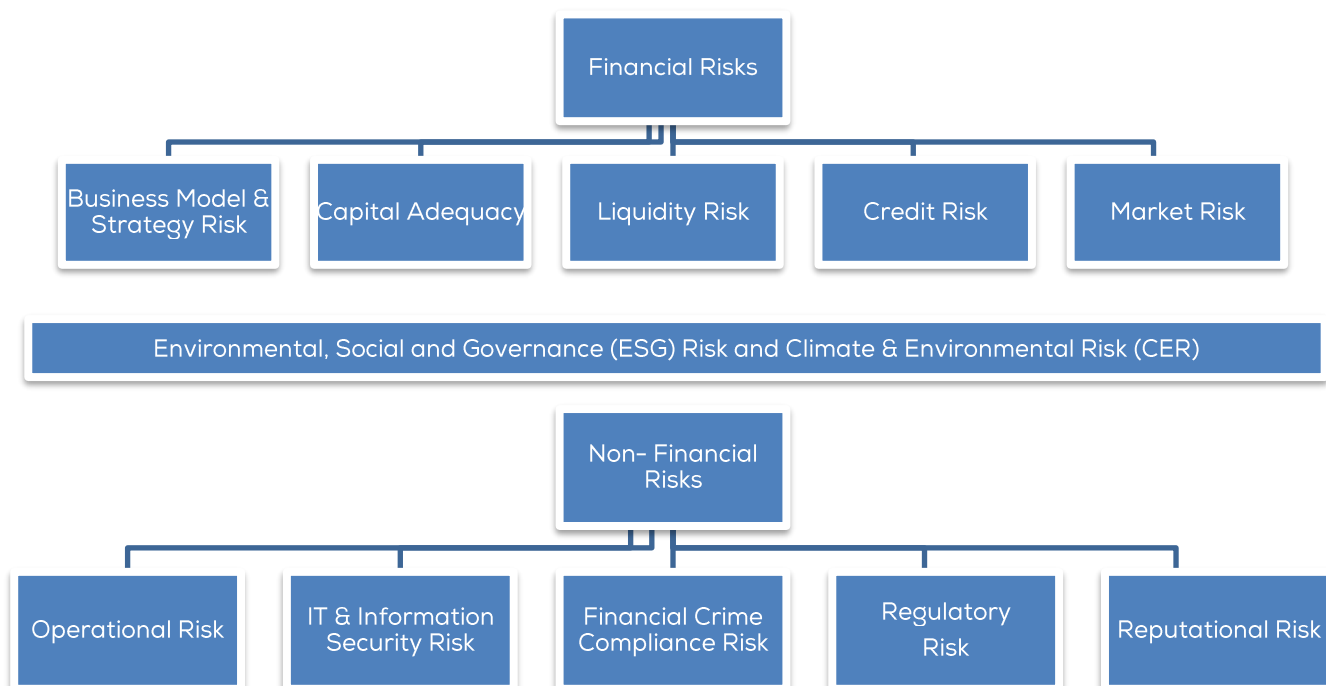 Financial Risks
Business Model &
Strategy Risk
Capital Adequacy
Liquidity Risk
Credit Risk
Market Risk
Environmental, Social and Governance (ESG) Risk and Climate & Environmental Risk (CER)
Non- Financial
Risks
Operational Risk
IT & Information
Security Risk
Financial Crime
Compliance Risk
Regulatory
Risk
Reputational Risk